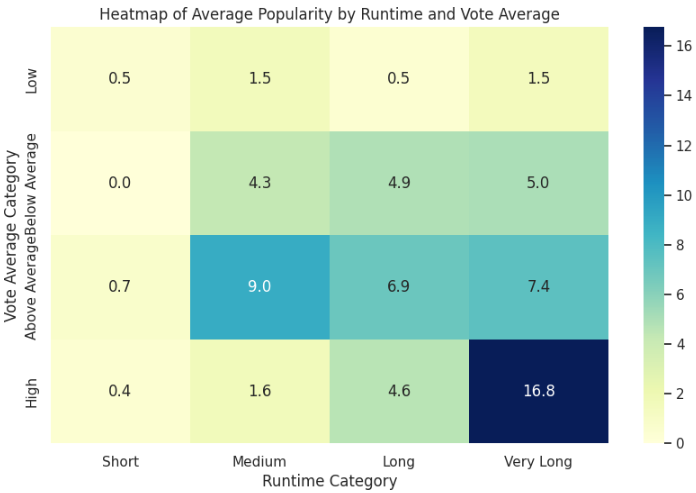 Heatmap of Average Popularity by Runtime and Vote Average
Vote Average Category
Low
0.5 1.5 0.5 1.5
Below Average
0.0 4.3 4.9 5.0
Above Average
0.7 9.0 6.9 7.4
High
0.4 1.6 4.6 16.8
Short Medium Long Very Long
Runtime Category
16
14
12
10
8
6
4
2
0